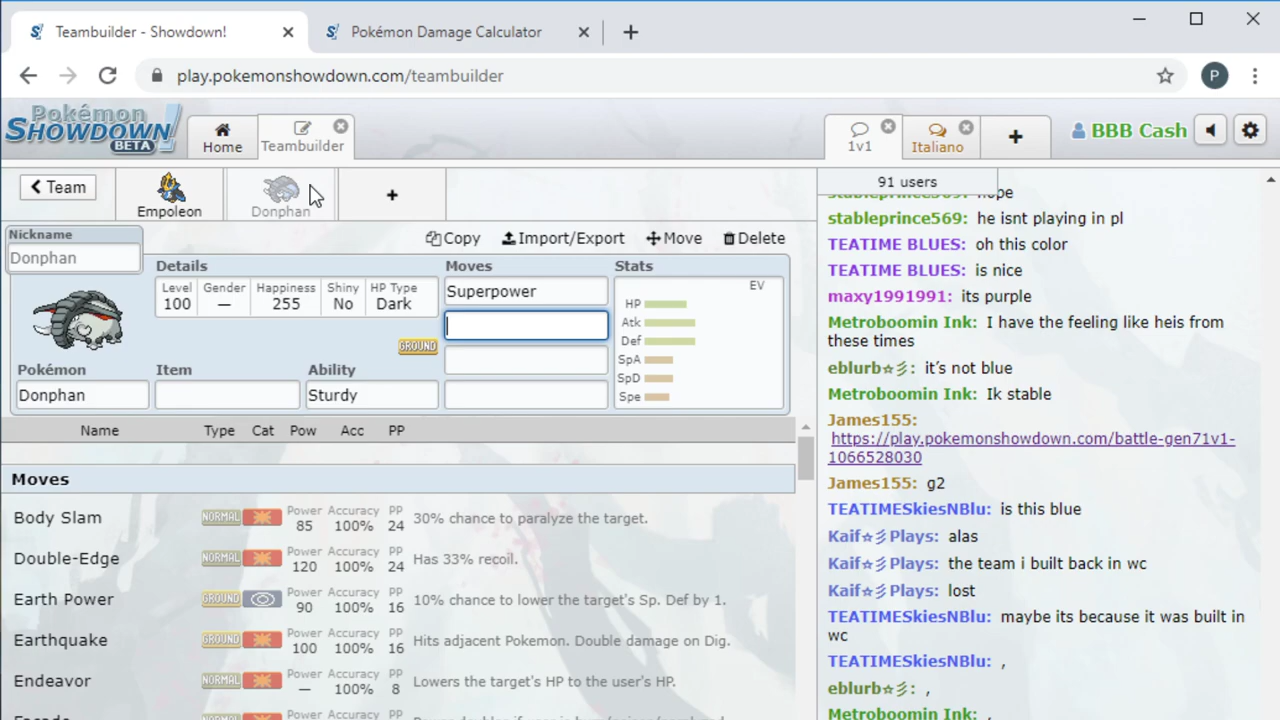 Teambuilder - Showdown!
Pokémon Damage Calculator
play.pokemonshowdown.com/teambuilder
P
Pokémon
SHOWDOWN!
BETA
Home
Teambuilder
1v1
Italiano
BBB Cash
Team
Empoleon
Donphan
+
91 users
Nickname
Donphan
Copy
Import/Export
Move
Delete
Details
Level
100
Gender
—
Happiness
255
Shiny
No
HP Type
Dark
GROUND
Pokémon
Donphan
Item
Ability
Sturdy
Moves
Superpower
Stats
EV
HP
Atk
Def
SpA
SpD
Spe
Name Type Cat Pow Acc PP
Moves
Body Slam NORMAL Power 85 Accuracy 100% PP 24 30% chance to paralyze the target.
Double-Edge NORMAL Power 120 Accuracy 100% PP 24 Has 33% recoil.
Earth Power GROUND Power 90 Accuracy 100% PP 16 10% chance to lower the target's Sp. Def by 1.
Earthquake GROUND Power 100 Accuracy 100% PP 16 Hits adjacent Pokemon. Double damage on Dig.
Endeavor NORMAL Power — Accuracy 100% PP 8 Lowers the target's HP to the user's HP.
Power Accuracy PP
stableprince569: he isnt playing in pl
TEATIME BLUES: oh this color
TEATIME BLUES: is nice
maxy1991991: its purple
Metroboomin Ink: I have the feeling like heis from
these times
eblurb☆彡: it's not blue
Metroboomin Ink: Ik stable
James155:
https://play.pokemonshowdown.com/battle-gen71v1-
1066528030
James155: g2
TEATIMESkiesNBlu: is this blue
Kaif☆彡Plays: alas
Kaif☆彡Plays: the team i built back in wc
Kaif☆彡Plays: lost
TEATIMESkiesNBlu: maybe its because it was built in
wc
TEATIMESkiesNBlu: ,
eblurb☆彡: ,
Metroboomin Ink: ,